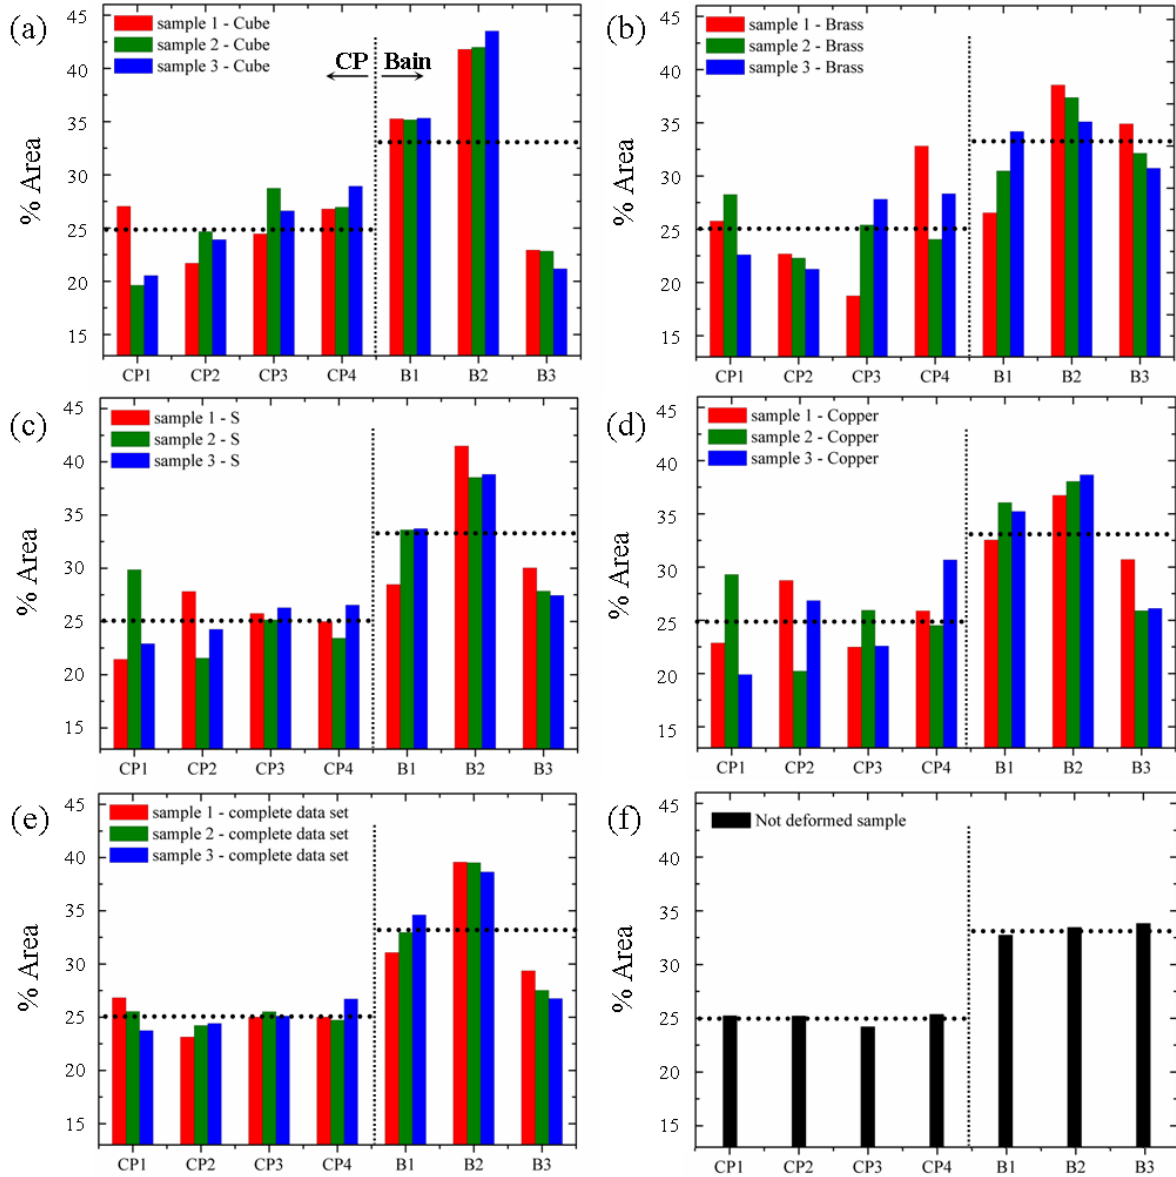 (a)
sample 1 - Cube
sample 2 - Cube
sample 3 - Cube
CP
Bain
% Area
45
40
35
30
25
20
15
CP1 CP2 CP3 CP4 B1 B2 B3
(b)
sample 1 - Brass
sample 2 - Brass
sample 3 - Brass
% Area
45
40
35
30
25
20
15
CP1 CP2 CP3 CP4 B1 B2 B3
(c)
sample 1 - S
sample 2 - S
sample 3 - S
% Area
45
40
35
30
25
20
15
CP1 CP2 CP3 CP4 B1 B2 B3
(d)
sample 1 - Copper
sample 2 - Copper
sample 3 - Copper
% Area
45
40
35
30
25
20
15
CP1 CP2 CP3 CP4 B1 B2 B3
(e)
sample 1 - complete data set
sample 2 - complete data set
sample 3 - complete data set
% Area
45
40
35
30
25
20
15
CP1 CP2 CP3 CP4 B1 B2 B3
(f)
Not deformed sample
% Area
45
40
35
30
25
20
15
CP1 CP2 CP3 CP4 B1 B2 B3